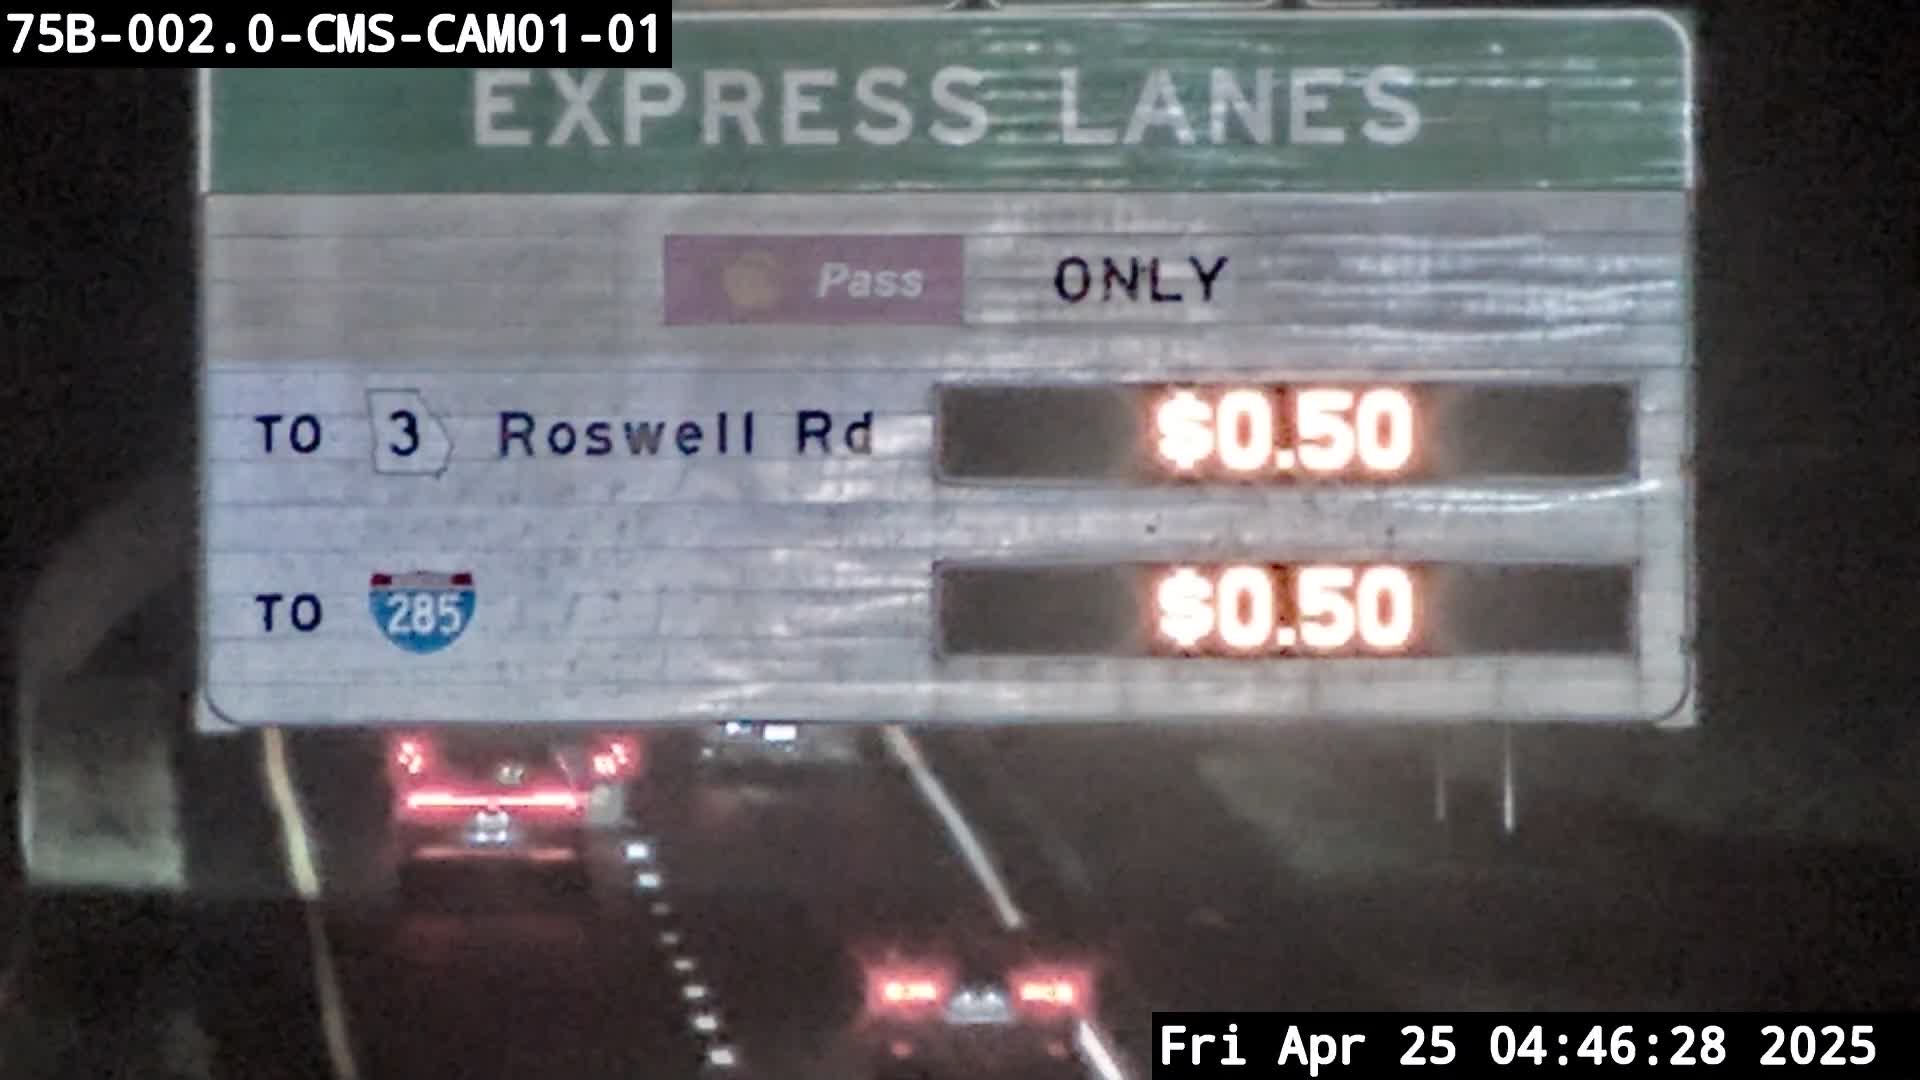 75B-002.0-CMS-CAM01-01
EXPRESS LANES
Pass ONLY
TO 3 Roswell Rd $0.50
TO 285 $0.50
Fri Apr 25 04:46:28 2025